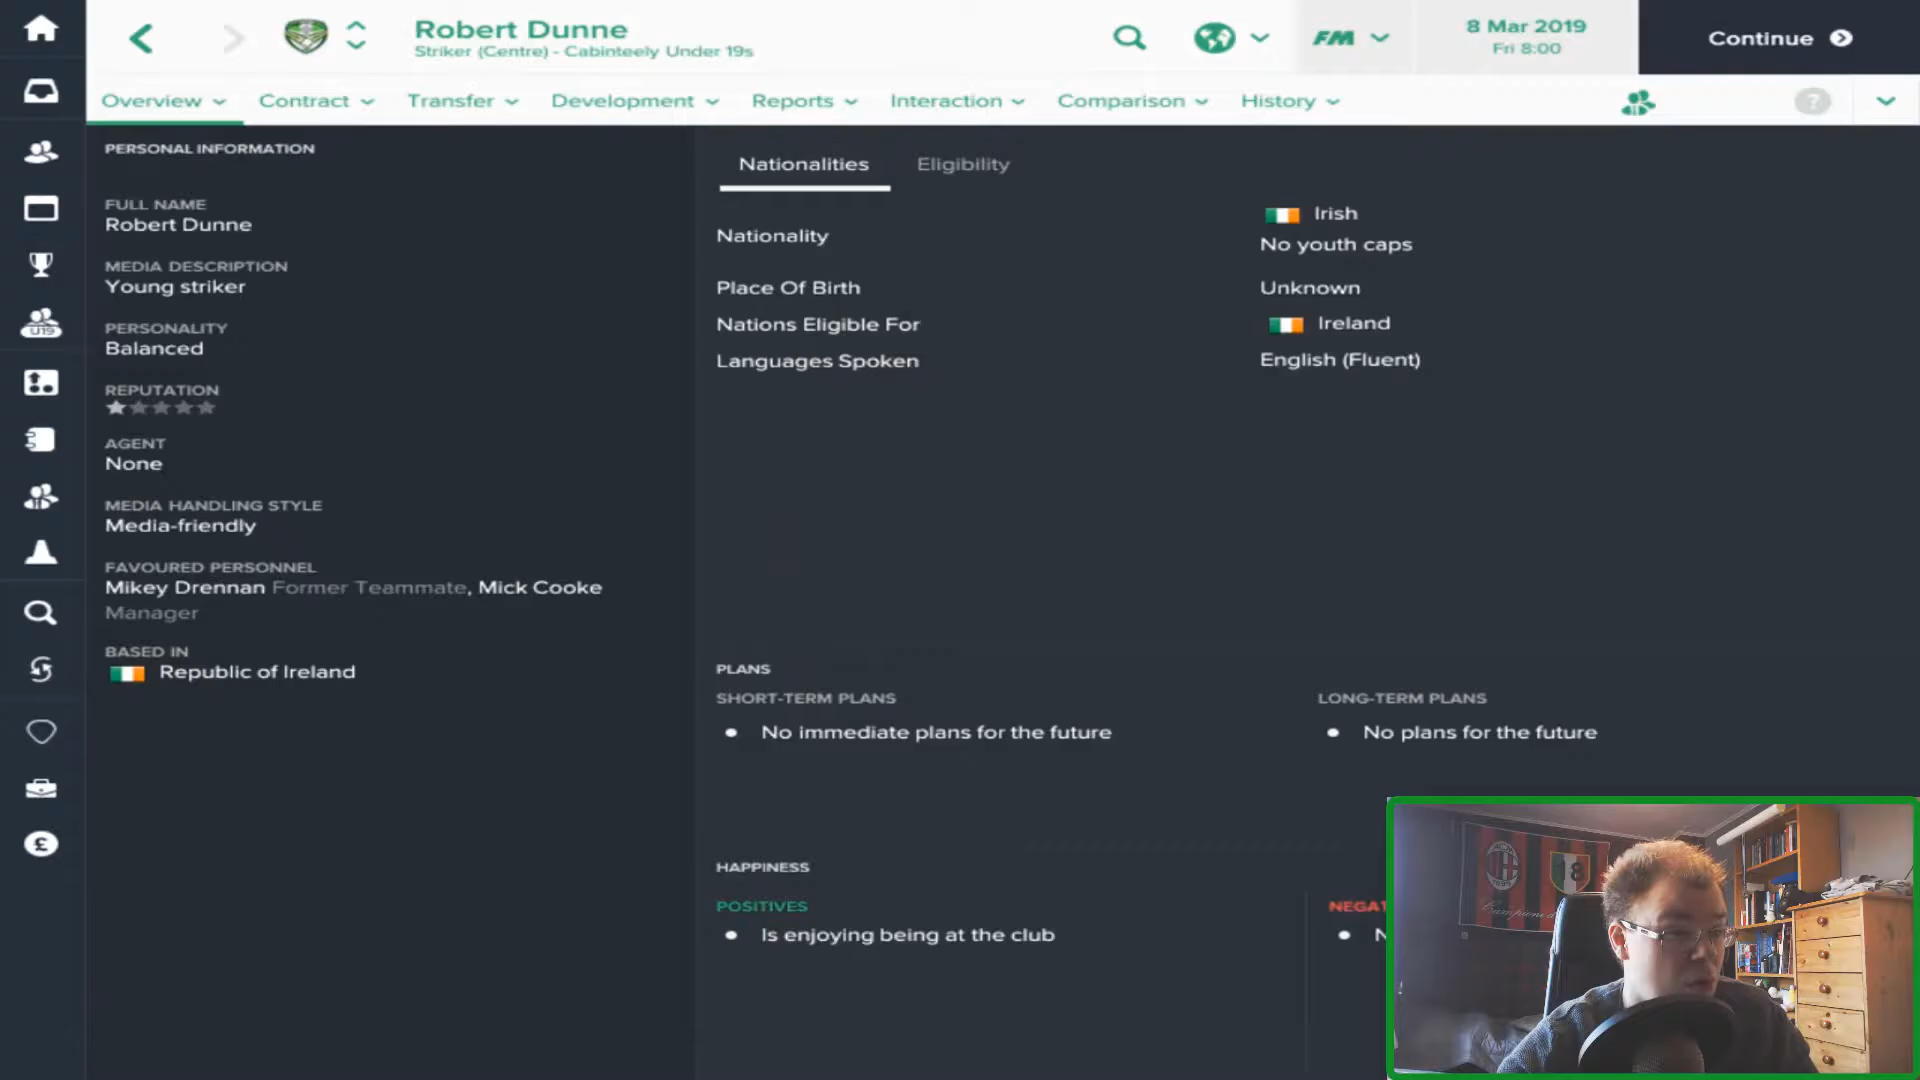 Robert Dunne
Striker (Centre) - Cabinteely Under 19s
FM
8 Mar 2019
Fri 8:00
Continue
Overview
Contract
Transfer
Development
Reports
Interaction
Comparison
History
?
PERSONAL INFORMATION
FULL NAME
Robert Dunne
MEDIA DESCRIPTION
Young striker
PERSONALITY
Balanced
REPUTATION
AGENT
None
MEDIA HANDLING STYLE
Media-friendly
FAVOURED PERSONNEL
Mikey Drennan Former Teammate, Mick Cooke
Manager
BASED IN
Republic of Ireland
U19
£
Nationalities
Eligibility
Nationality
Irish
No youth caps
Place Of Birth
Unknown
Nations Eligible For
Ireland
Languages Spoken
English (Fluent)
PLANS
SHORT-TERM PLANS
No immediate plans for the future
LONG-TERM PLANS
No plans for the future
HAPPINESS
POSITIVES
Is enjoying being at the club
NEGAT
N
18